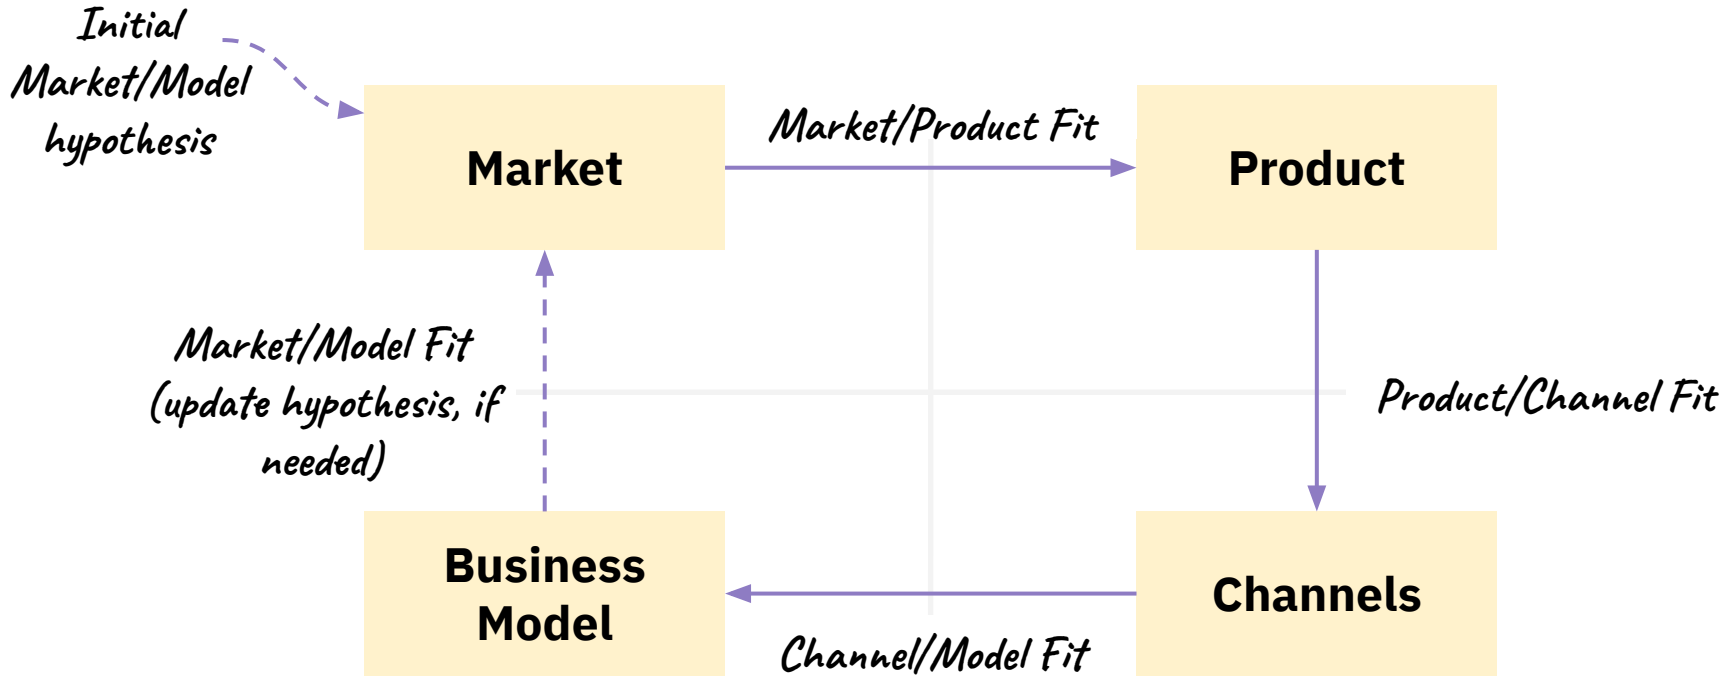 Initial
Market/Model
hypothesis
Market
Market/Product Fit
Product
Market/Model Fit
(update hypothesis, if
needed)
Product/Channel Fit
Business
Model
Channel/Model Fit
Channels